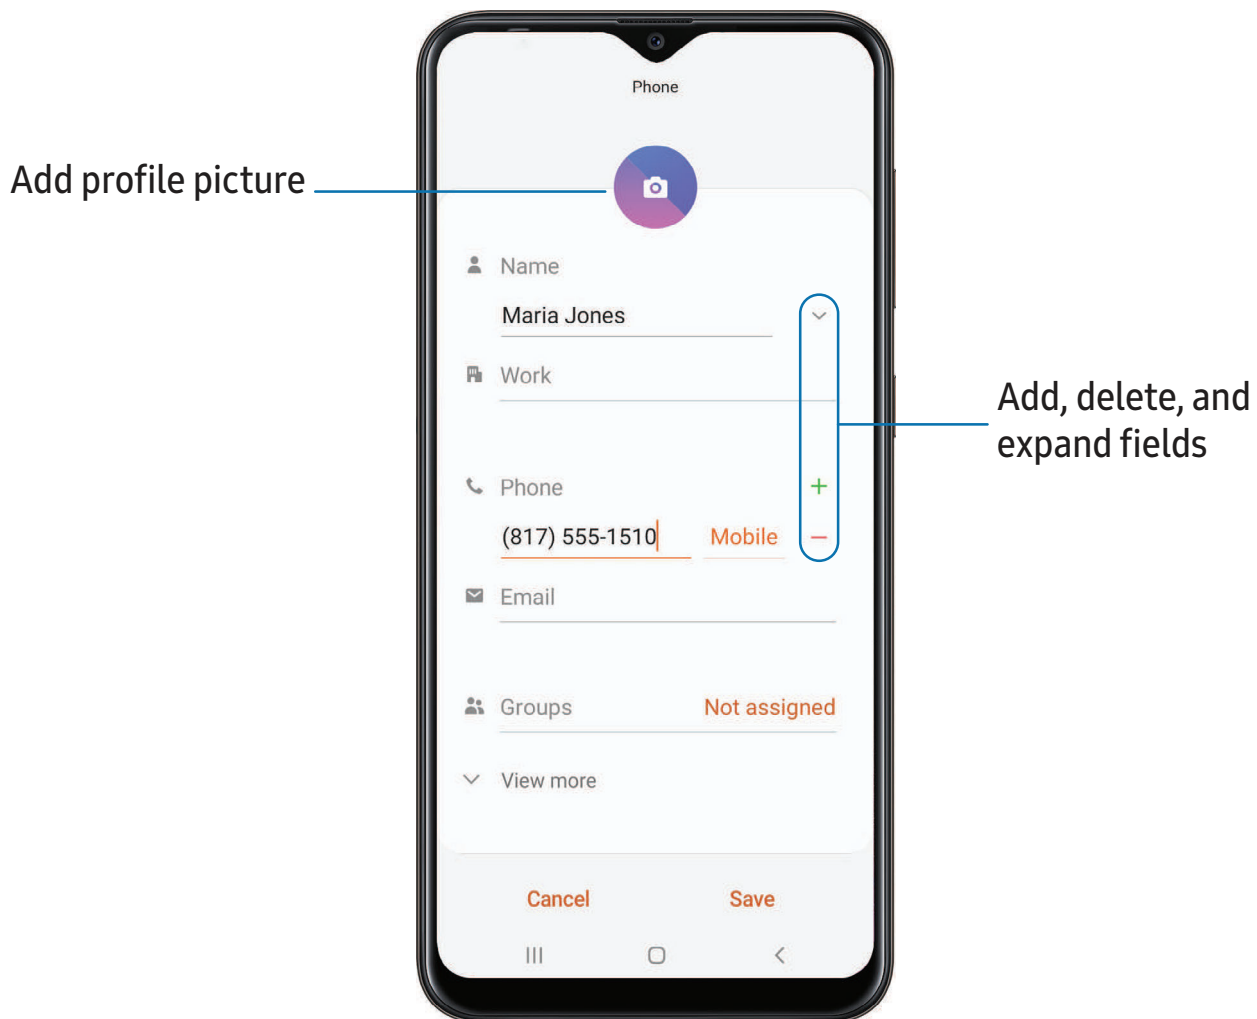 Phone
Add profile picture
Name
Maria Jones
Work
Add, delete, and
expand fields
Phone
(817) 555-1510 Mobile
Email
Groups Not assigned
View more
Cancel Save